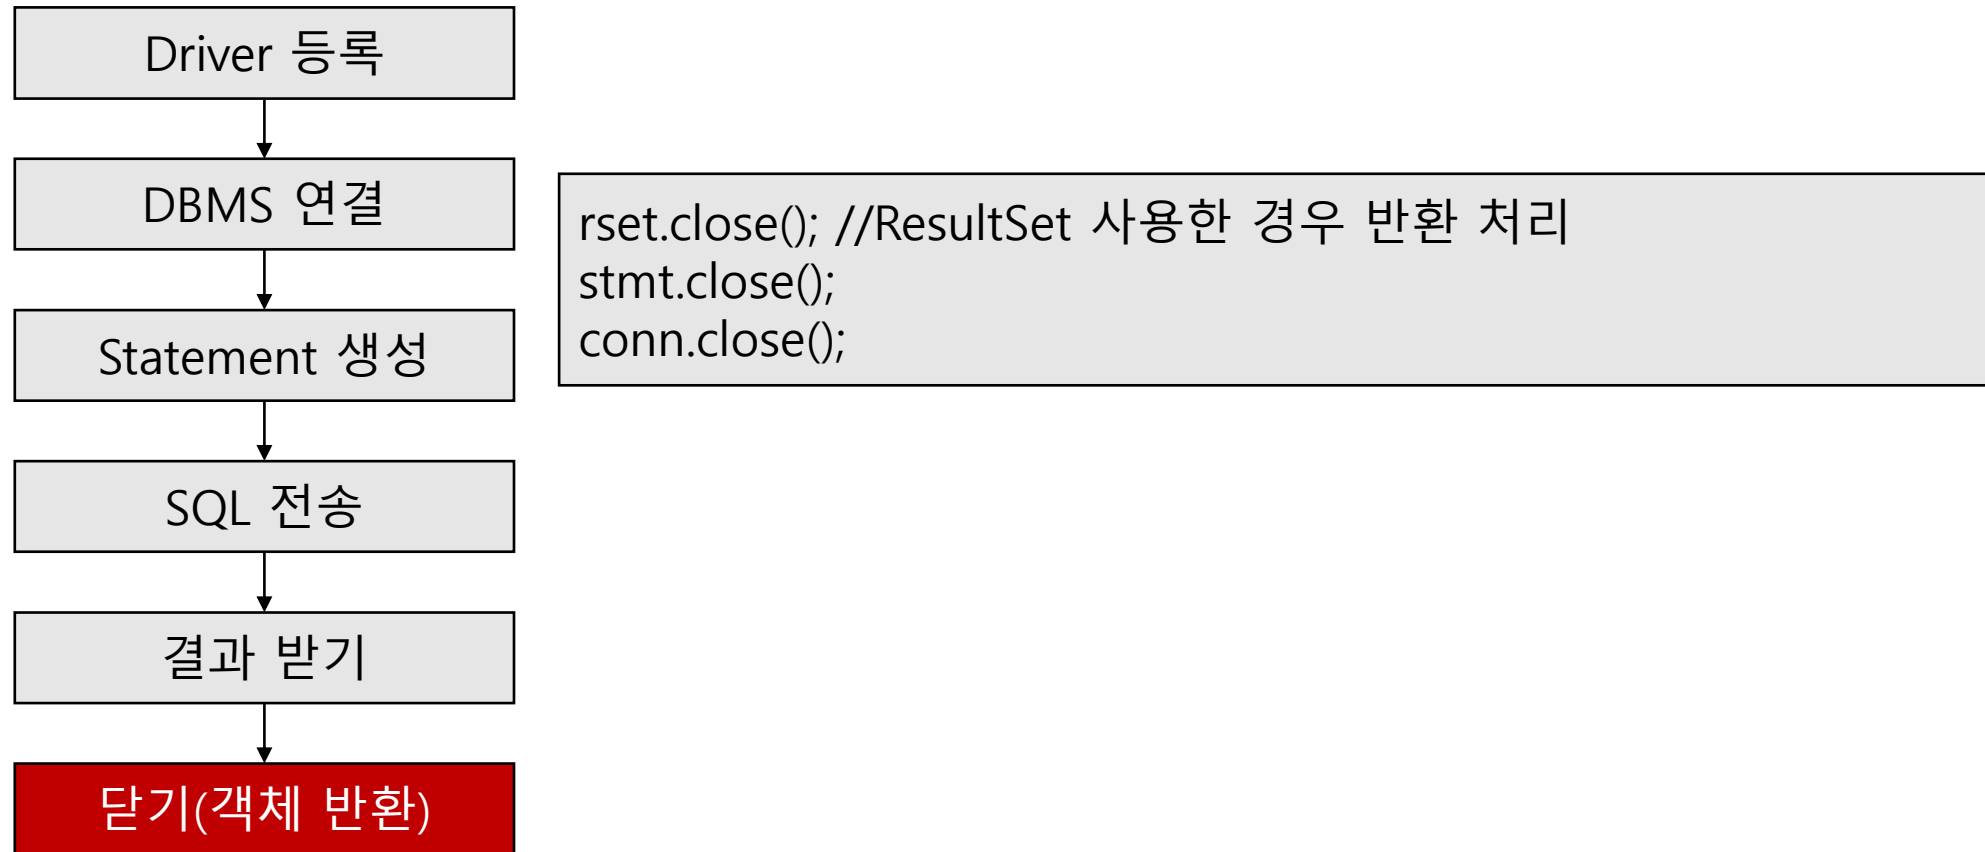 Driver 등록
DBMS 연결
Statement 생성
SQL 전송
결과 받기
닫기(객체 반환)
rset.close(); //ResultSet 사용한 경우 반환 처리
stmt.close();
conn.close();